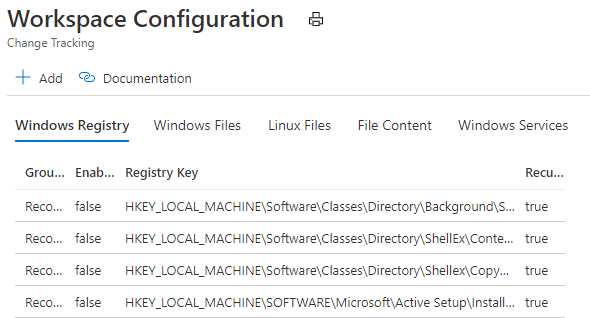 Workspace Configuration
Change Tracking
Add Documentation
Windows Registry Windows Files Linux Files File Content Windows Services
Grou... Enab... Registry Key Recu...
Reco... false HKEY_LOCAL_MACHINE\Software\Classes\Directory\Background\S... true
Reco... false HKEY_LOCAL_MACHINE\Software\Classes\Directory\ShellEx\Conte... true
Reco... false HKEY_LOCAL_MACHINE\Software\Classes\Directory\Shellex\Copy... true
Reco... false HKEY_LOCAL_MACHINE\SOFTWARE\Microsoft\Active Setup\Install... true